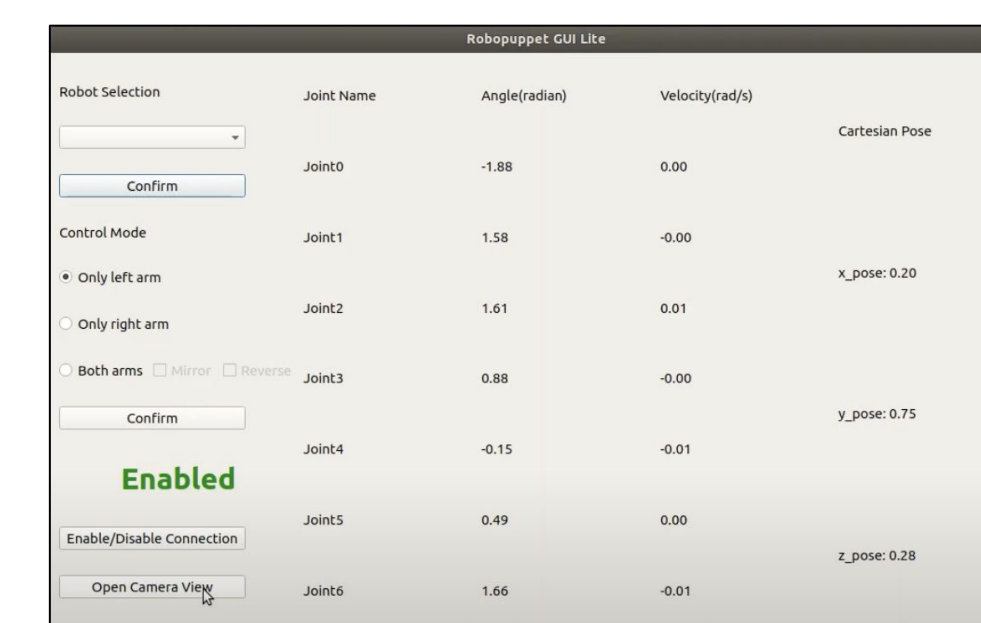 Robopuppet GUI Lite
Robot Selection
Joint Name Angle(radian) Velocity(rad/s)
Cartesian Pose
Joint0 -1.88 0.00
Confirm
Control Mode
Joint1 1.58 -0.00
Only left arm
x_pose: 0.20
Joint2 1.61 0.01
Only right arm
Both arms Mirror Reverse
Joint3 0.88 -0.00
Confirm
y_pose: 0.75
Joint4 -0.15 -0.01
Enabled
Joint5 0.49 0.00
Enable/Disable Connection
z_pose: 0.28
Open Camera View
Joint6 1.66 -0.01